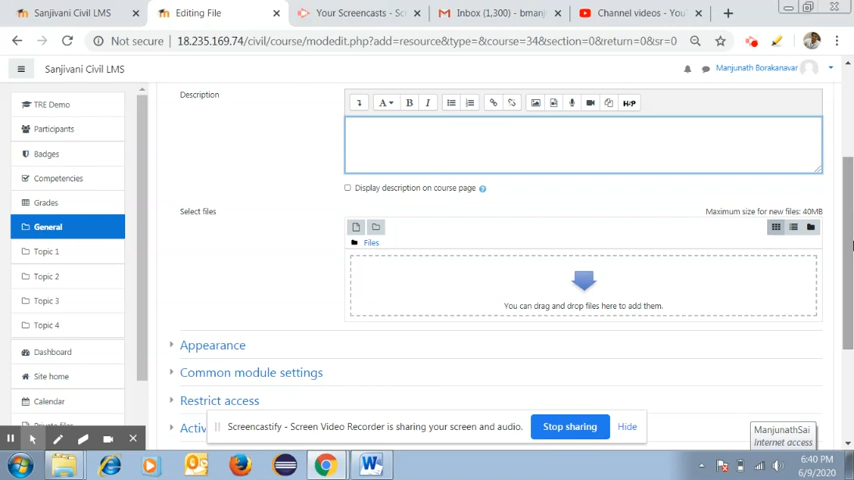 Sanjivani Civil LMS
Editing File
Your Screencasts - Sc
Inbox (1,300) - bmanj
Channel videos - You
Not secure
18.235.169.74/civil/course/modedit.php?add=resource&type=&course=34&section=0&return=0&sr=0
Sanjivani Civil LMS
Manjunath Borakanavar
TRE Demo
Participants
Badges
Competencies
Grades
General
Topic 1
Topic 2
Topic 3
Topic 4
Dashboard
Site home
Calendar
Private files
Description
A
B
I
H-P
Display description on course page
Select files
Maximum size for new files: 40MB
Files
You can drag and drop files here to add them.
Appearance
Common module settings
Restrict access
Activ
Screencastify - Screen Video Recorder is sharing your screen and audio.
Stop sharing
Hide
ManjunathSai
Internet access
6:40 PM
6/9/2020